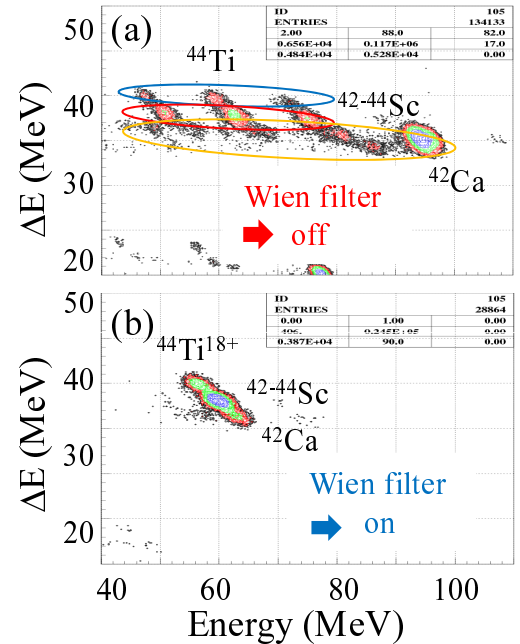 ID 105
ENTRIES 134133
2.00 88.0 82.0
0.656E+04 0.117E+06 17.0
0.484E+04 0.528E+04 0.00
(a)
44Ti
42-44Sc
42Ca
Wien filter
off
50
40
30
20
ΔE (MeV)
ID 105
ENTRIES 28864
0.00 1.00 0.00
0.00
0.387E+04 90.0 0.00
(b)
44Ti18+
42-44Sc
42Ca
Wien filter
on
50
40
30
20
ΔE (MeV)
40 60 80 100
Energy (MeV)